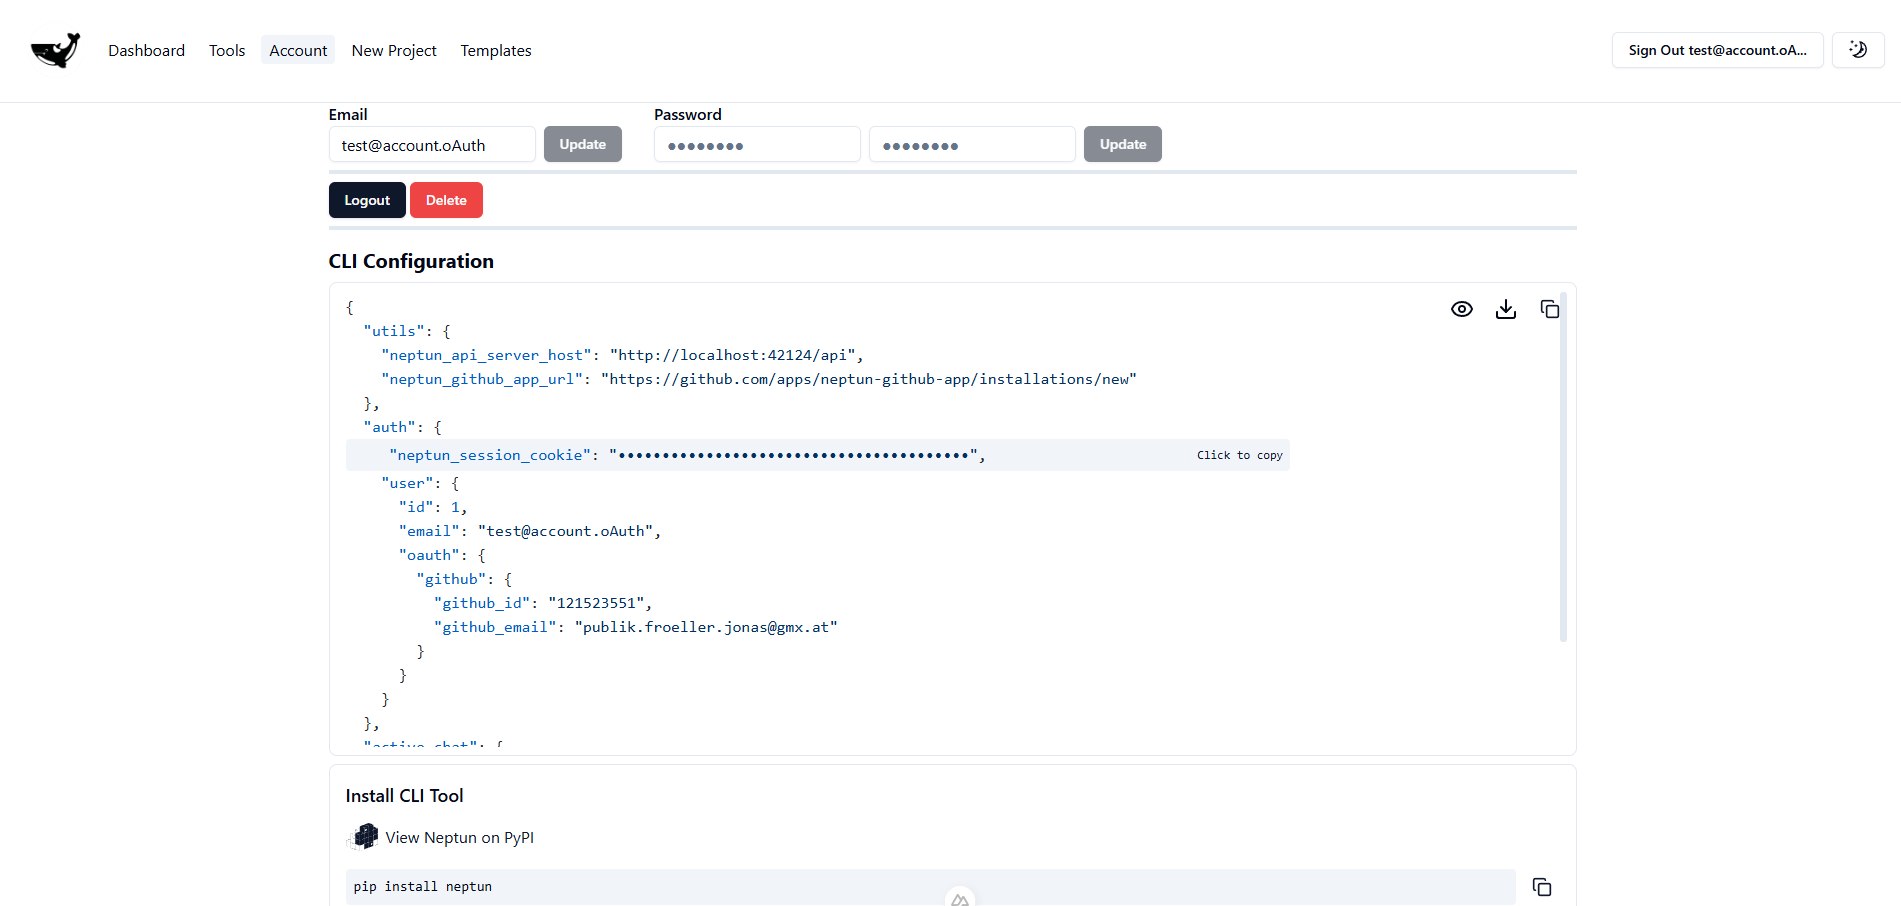 Dashboard Tools Account New Project Templates Sign Out test@account.oA...
Email Password
test@account.oAuth Update ●●●●●●●● ●●●●●●●● Update
Logout Delete
CLI Configuration
{
"utils": {
"neptun_api_server_host": "http://localhost:42124/api",
"neptun_github_app_url": "https://github.com/apps/neptun-github-app/installations/new"
},
"auth": {
"neptun_session_cookie": "••••••••••••••••••••••••••••••••••••••••", Click to copy
"user": {
"id": 1,
"email": "test@account.oAuth",
"oauth": {
"github": {
"github_id": "121523551",
"github_email": "publik.froeller.jonas@gmx.at"
}
}
}
},
"active_chat": {
Install CLI Tool
View Neptun on PyPI
pip install neptun